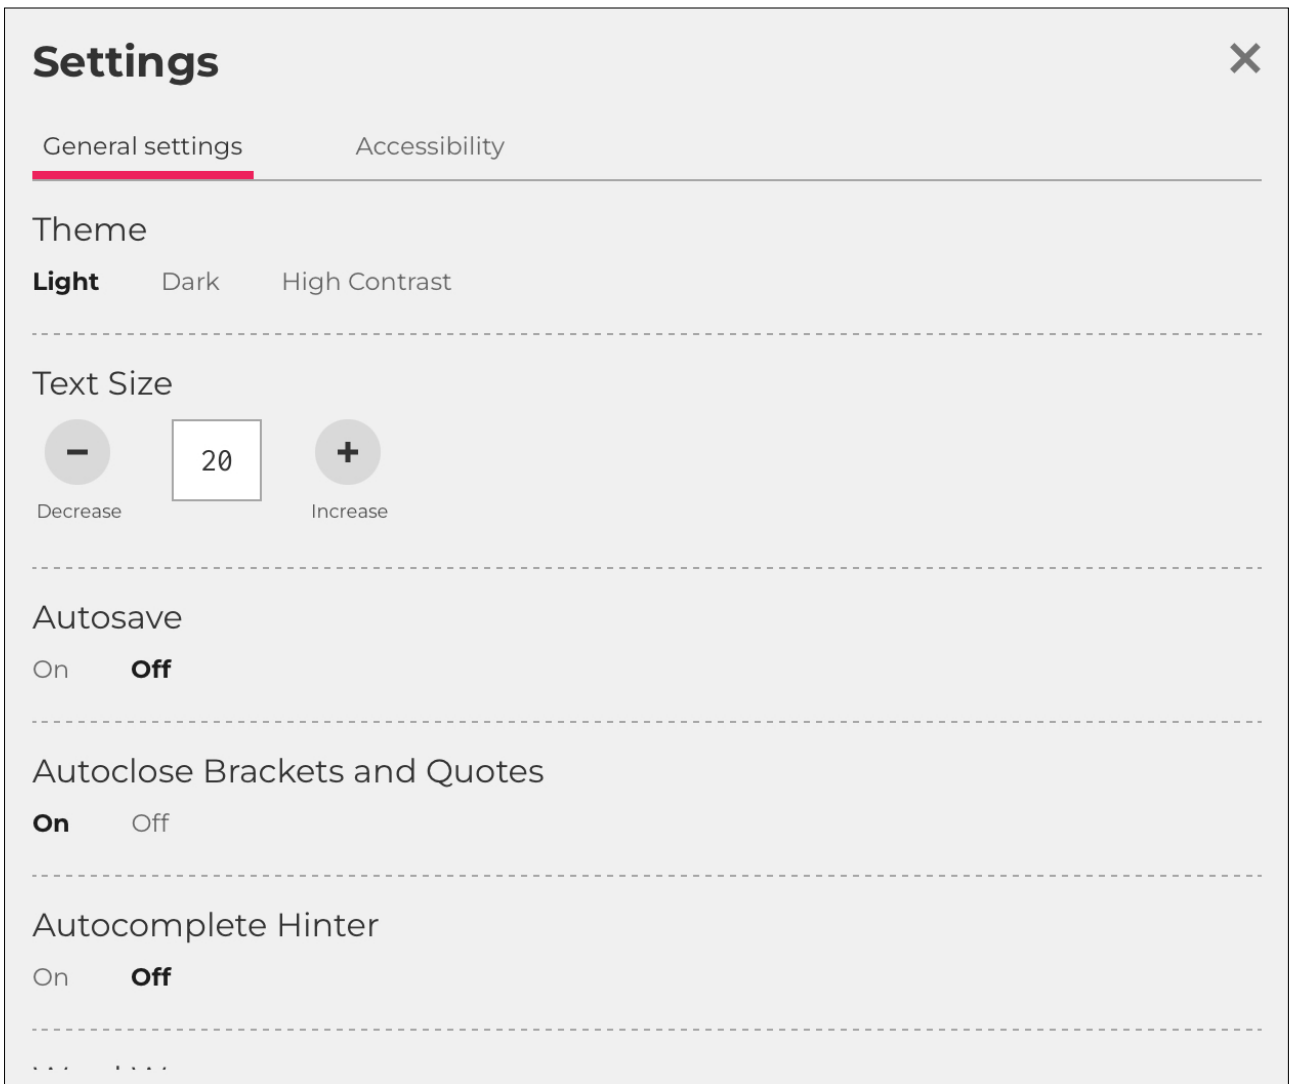 Settings
General settings Accessibility
Theme
Light Dark High Contrast
Text Size
20
Decrease Increase
Autosave
On Off
Autoclose Brackets and Quotes
On Off
Autocomplete Hinter
On Off